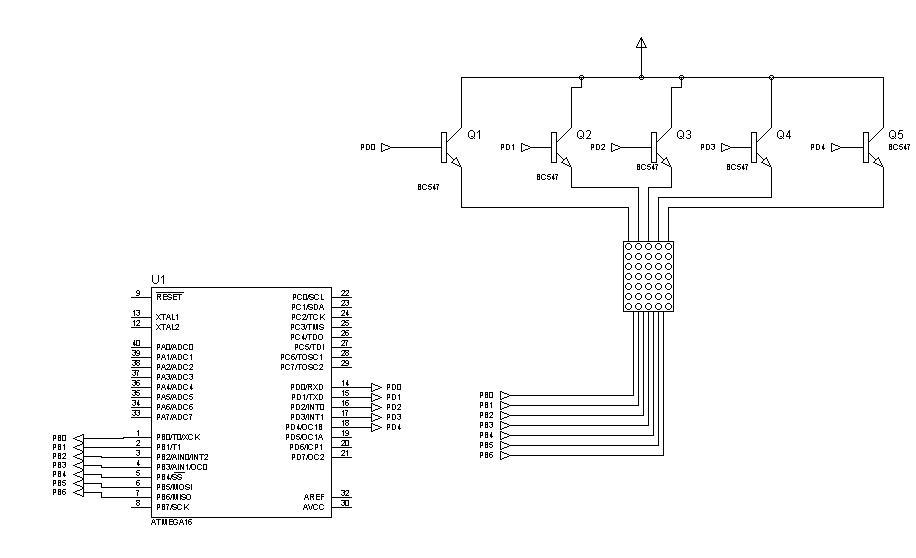 Q1
Q2
Q3
Q4
Q5
PD0
PD1
PD2
PD3
PD4
BC547
BC547
BC547
BC547
BC547
U1
9 RESET
13 XTAL1
12 XTAL2
40 PA0/ADC0
39 PA1/ADC1
38 PA2/ADC2
37 PA3/ADC3
36 PA4/ADC4
35 PA5/ADC5
34 PA6/ADC6
33 PA7/ADC7
PB0 1 PB0/T0/XCK
PB1 2 PB1/T1
PB2 3 PB2/AIN0/INT2
PB3 4 PB3/AIN1/OC0
PB4 5 PB4/SS
PB5 6 PB5/MOSI
PB6 7 PB6/MISO
8 PB7/SCK
PC0/SCL 22
PC1/SDA 23
PC2/TCK 24
PC3/TMS 25
PC4/TDO 26
PC5/TDI 27
PC6/TOSC1 28
PC7/TOSC2 29
PD0/RXD 14 PD0
PD1/TXD 15 PD1
PD2/INT0 16 PD2
PD3/INT1 17 PD3
PD4/OC1B 18 PD4
PD5/OC1A 19
PD6/ICP1 20
PD7/OC2 21
AREF 32
AVCC 30
ATMEGA16
PB0
PB1
PB2
PB3
PB4
PB5
PB6